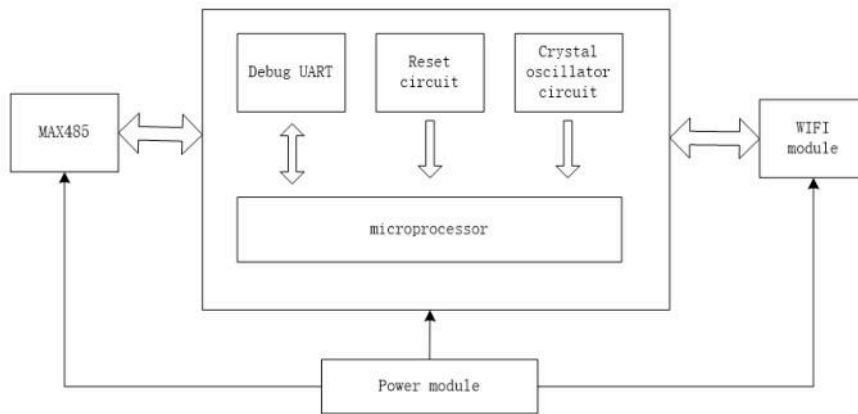 Debug UART
Reset
circuit
Crystal
oscillator
circuit
MAX485
WIFI
module
microprocessor
Power module